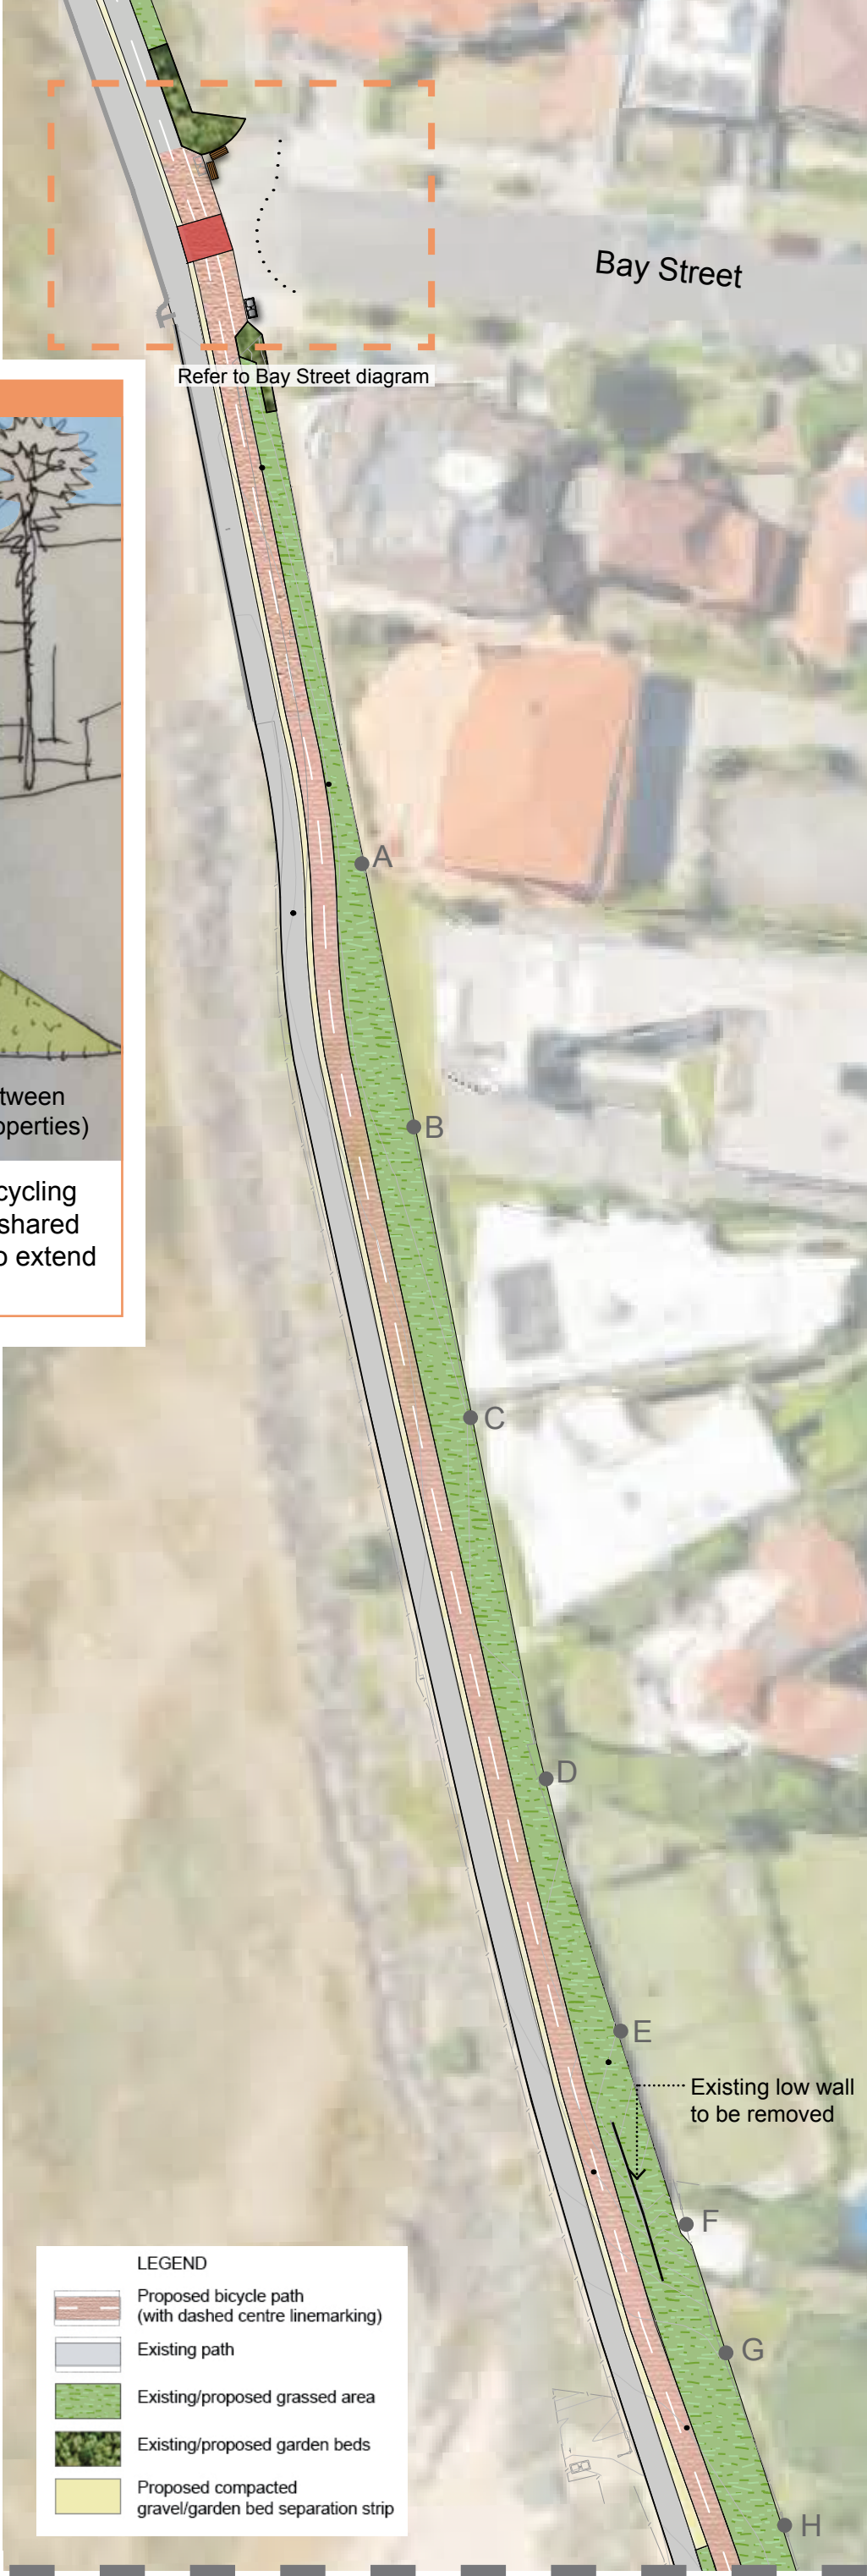 Bay Street
Refer to Bay Street diagram
tween
operties)
cycling
shared
o extend
A
B
C
D
E
Existing low wall
to be removed
F
G
H
LEGEND
Proposed bicycle path
(with dashed centre linemarking)
Existing path
Existing/proposed grassed area
Existing/proposed garden beds
Proposed compacted
gravel/garden bed separation strip